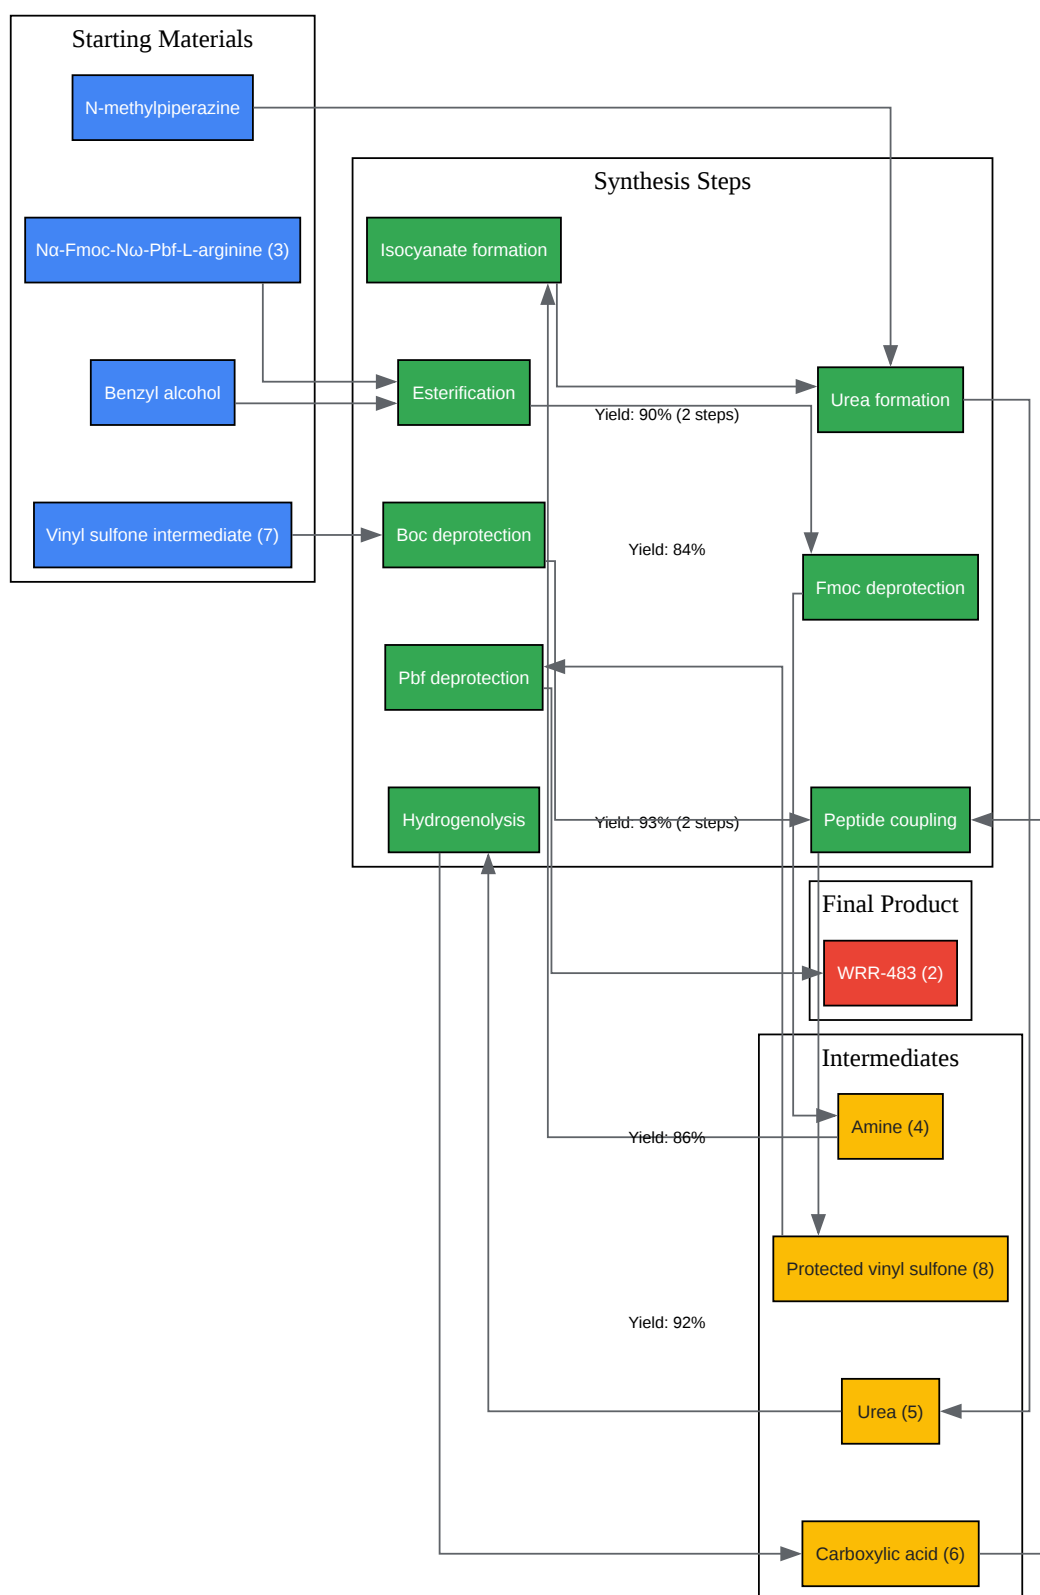 Starting Materials
N-methylpiperazine
Nα-Fmoc-Nω-Pbf-L-arginine (3)
Benzyl alcohol
Vinyl sulfone intermediate (7)
Synthesis Steps
Isocyanate formation
Esterification
Urea formation
Yield: 90% (2 steps)
Boc deprotection
Yield: 84%
Fmoc deprotection
Pbf deprotection
Hydrogenolysis
Yield: 93% (2 steps)
Peptide coupling
Final Product
WRR-483 (2)
Intermediates
Amine (4)
Yield: 86%
Protected vinyl sulfone (8)
Yield: 92%
Urea (5)
Carboxylic acid (6)